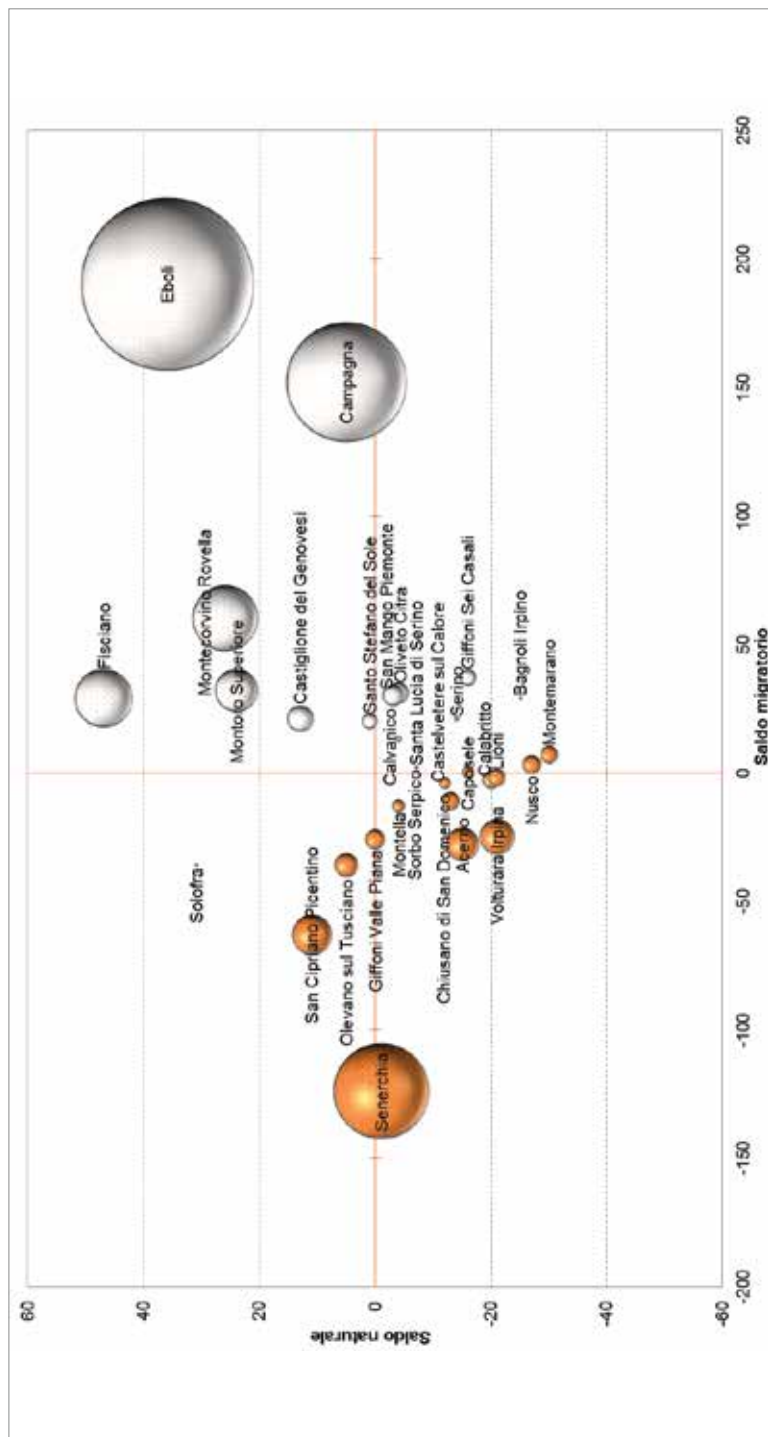 60
40
20
0
-20
-40
-60
Saldo naturale
-200
-150
-100
-50
0
50
100
150
200
250
Saldo migratorio
Fisciano
Eboli
Solofra
Montecorvino Rovella
Montoro Superiore
Castiglione del Genovesi
San Cipriano Picentino
Olevano sul Tusciano
Campagna
Santo Stefano del Sole
Giffoni Valle Piana
Senerchia
San Mango Piemonte
Calvanico
Oliveto Citra
Montella
Sorbo Serpico
Santa Lucia di Serino
Castelvetere sul Calore
Chiusano di San Domenico
Serino
Giffoni Sei Casali
Acerno
Caposele
Calabritto
Lioni
Volturara Irpina
Bagnoli Irpino
Nusco
Montemarano